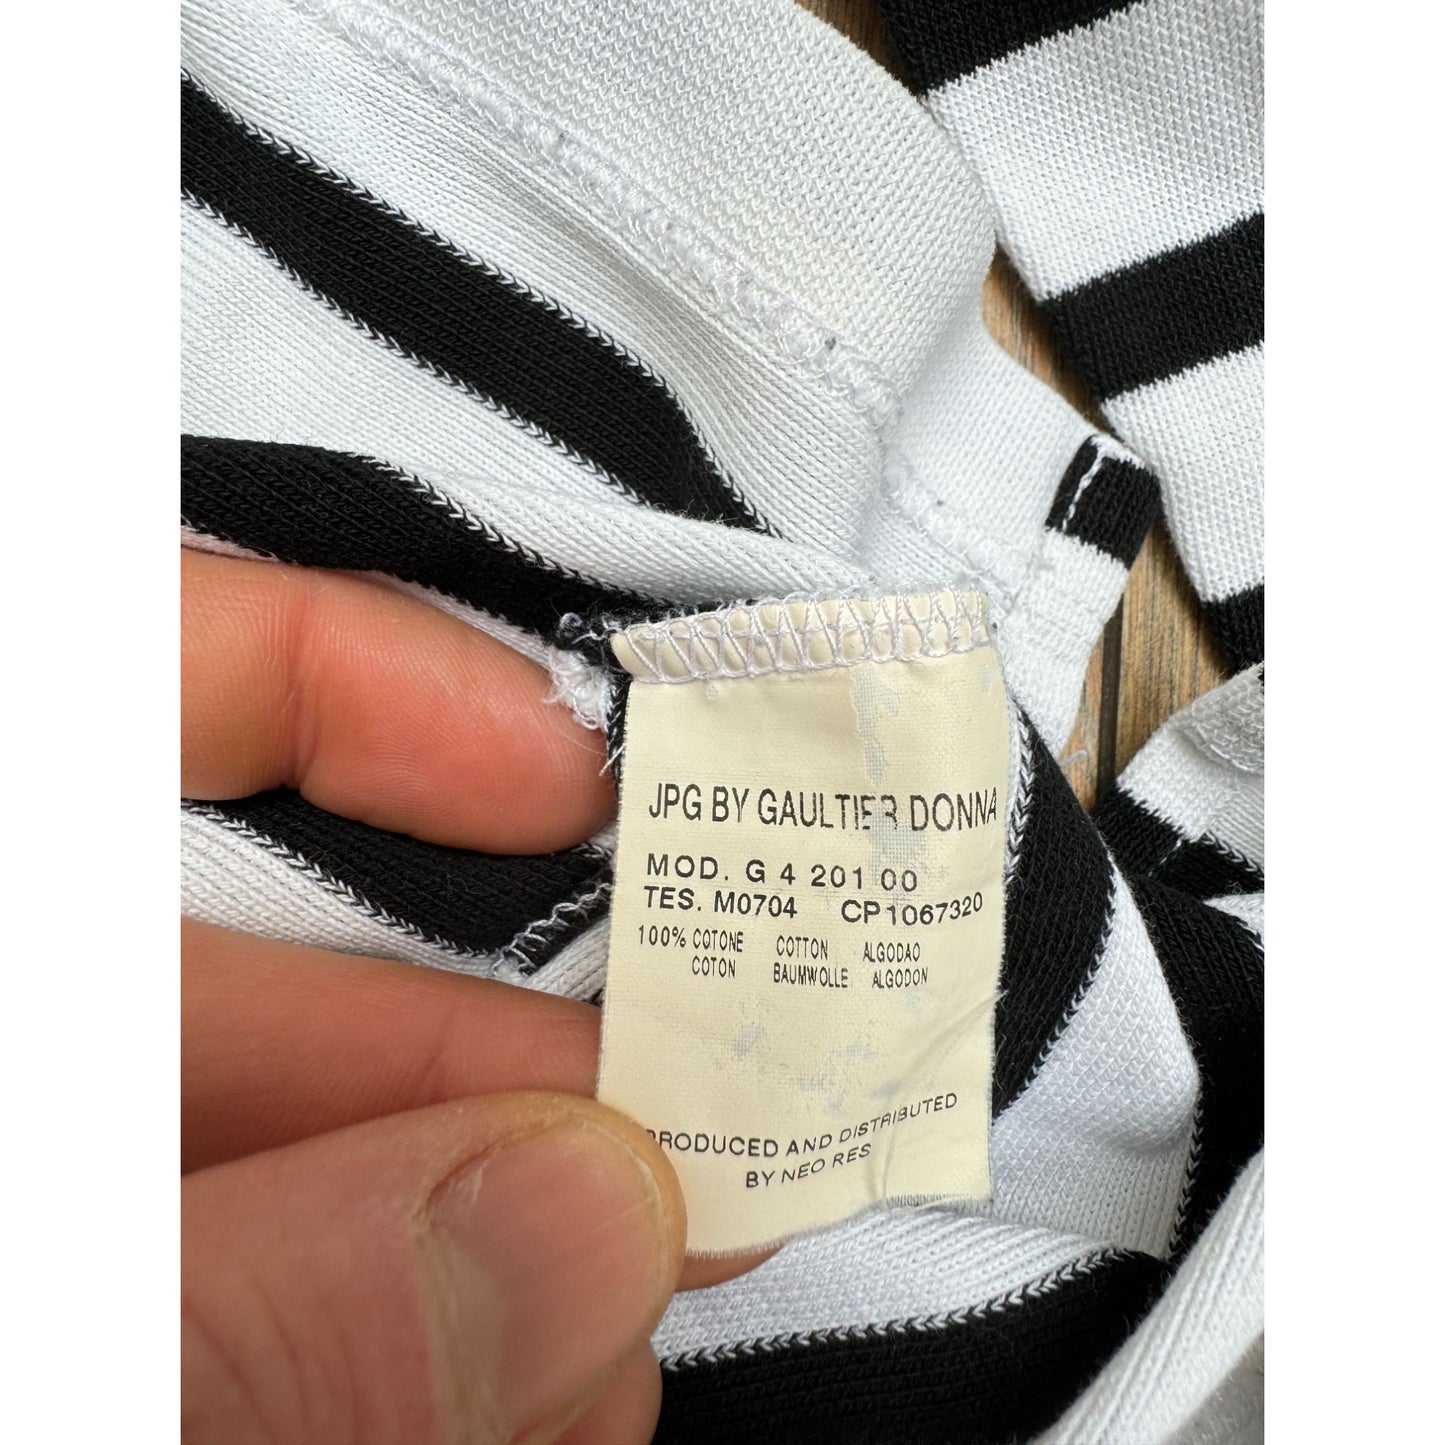 JPG BY GAULTIER DONNA
MOD. G 4 201 00
TES. M0704 CP1067320
100% COTONE COTTON ALGODAO
COTON BAUMWOLLE ALGODON
PRODUCED AND DISTRIBUTED
BY NEO RES